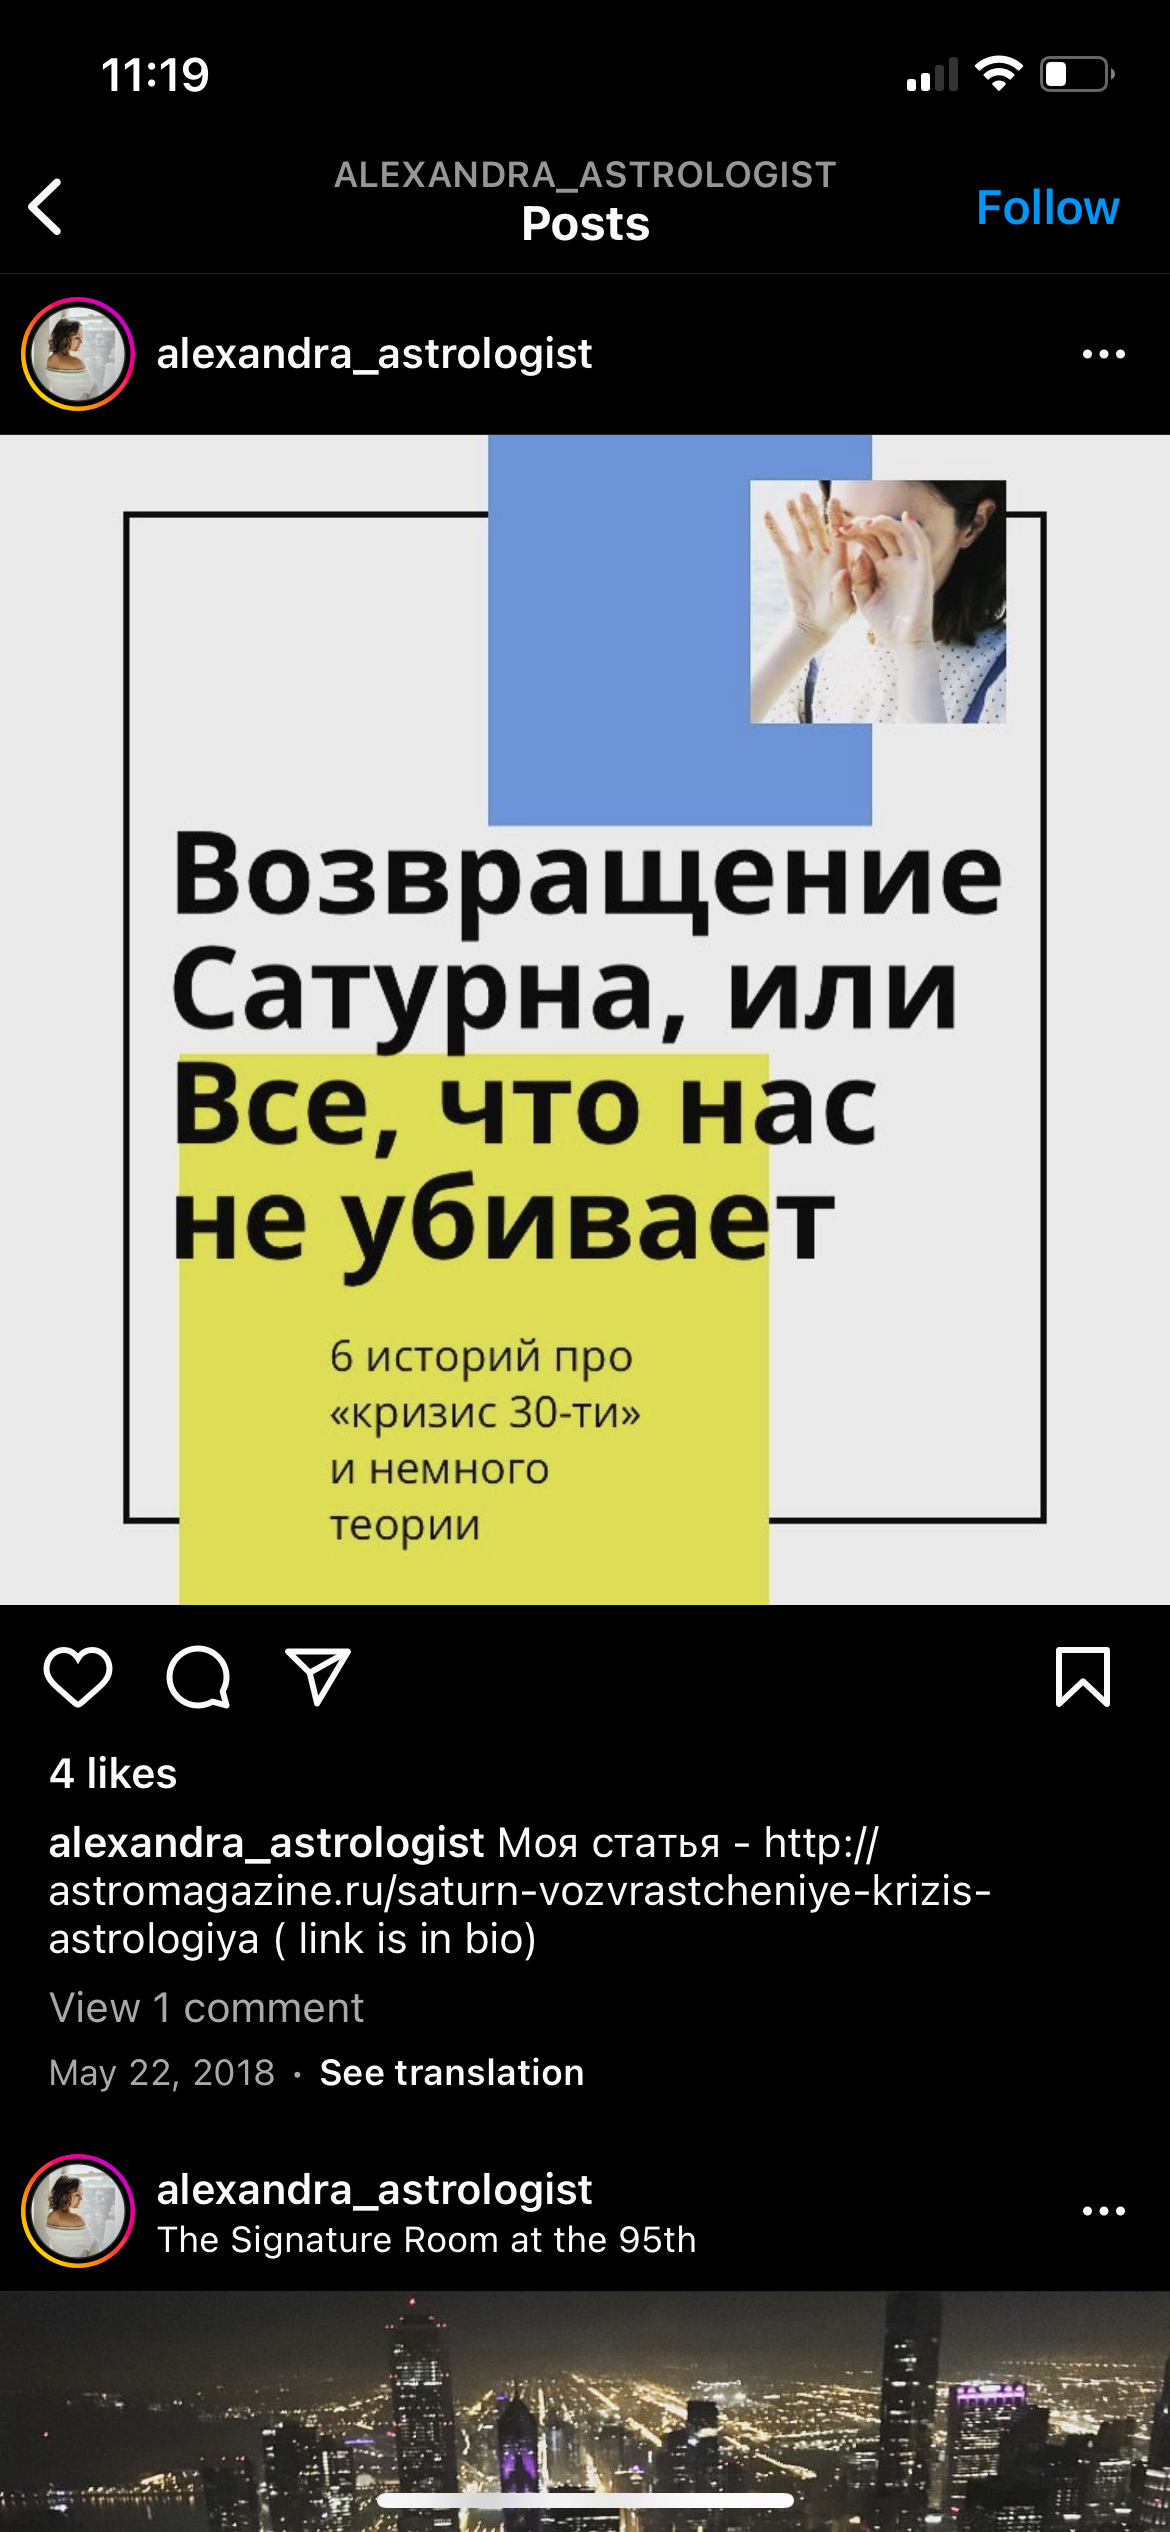 11:19
ALEXANDRA_ASTROLOGIST
Posts
Follow
alexandra_astrologist
Возвращение
Сатурна, или
Все, что нас
не убивает
6 историй про
«кризис 30-ти»
и немного
теории
4 likes
alexandra_astrologist Моя статья - http://
astromagazine.ru/saturn-vozvrastcheniye-krizis-
astrologiya ( link is in bio)
View 1 comment
May 22, 2018 · See translation
alexandra_astrologist
The Signature Room at the 95th